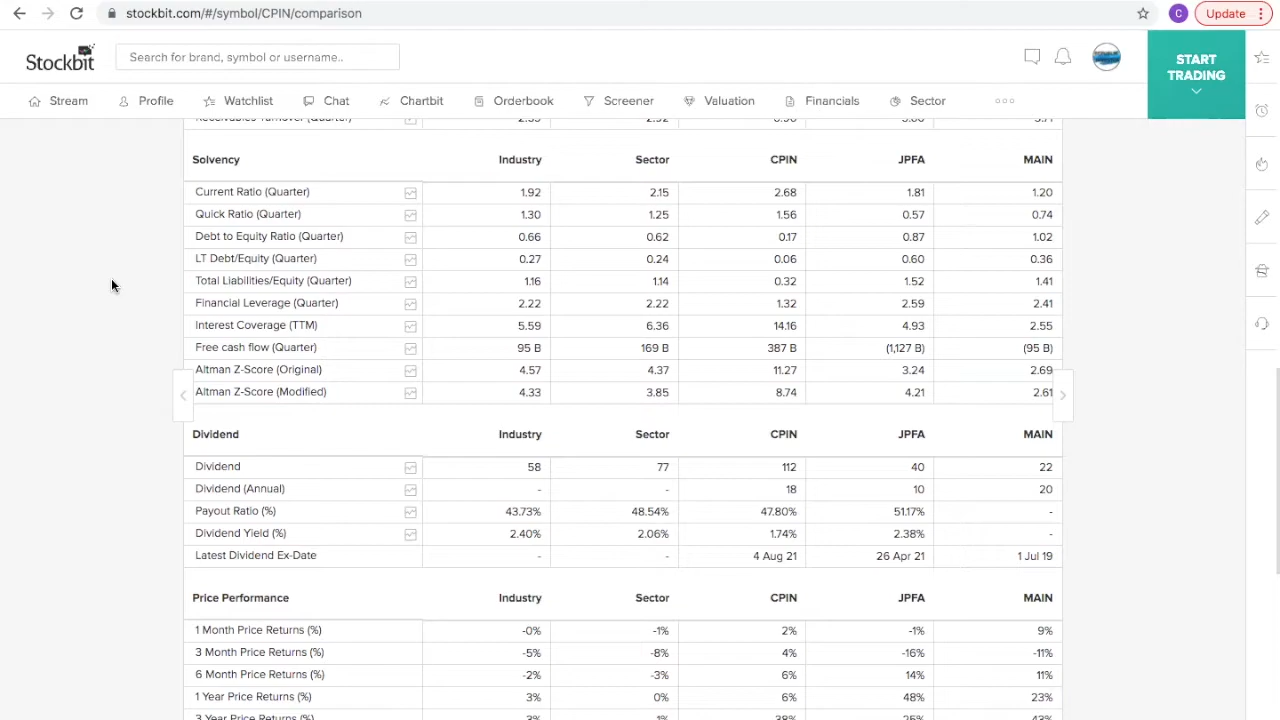 stockbit.com/#/symbol/CPIN/comparison
C
Update
Stockbit
Search for brand, symbol or username..
START TRADING
Stream Profile Watchlist Chat Chartbit Orderbook Screener Valuation Financials Sector
Receivables Turnover (Quarter)
Solvency Industry Sector CPIN JPFA MAIN
Current Ratio (Quarter) 1.92 2.15 2.68 1.81 1.20
Quick Ratio (Quarter) 1.30 1.25 1.56 0.57 0.74
Debt to Equity Ratio (Quarter) 0.66 0.62 0.17 0.87 1.02
LT Debt/Equity (Quarter) 0.27 0.24 0.06 0.60 0.36
Total Liabilities/Equity (Quarter) 1.16 1.14 0.32 1.52 1.41
Financial Leverage (Quarter) 2.22 2.22 1.32 2.59 2.41
Interest Coverage (TTM) 5.59 6.36 14.16 4.93 2.55
Free cash flow (Quarter) 95 B 169 B 387 B (1,127 B) (95 B)
Altman Z-Score (Original) 4.57 4.37 11.27 3.24 2.69
Altman Z-Score (Modified) 4.33 3.85 8.74 4.21 2.61
Dividend Industry Sector CPIN JPFA MAIN
Dividend 58 77 112 40 22
Dividend (Annual) - - 18 10 20
Payout Ratio (%) 43.73% 48.54% 47.80% 51.17% -
Dividend Yield (%) 2.40% 2.06% 1.74% 2.38% -
Latest Dividend Ex-Date - - 4 Aug 21 26 Apr 21 1 Jul 19
Price Performance Industry Sector CPIN JPFA MAIN
1 Month Price Returns (%) -0% -1% 2% -1% 9%
3 Month Price Returns (%) -5% -8% 4% -16% -11%
6 Month Price Returns (%) -2% -3% 6% 14% 11%
1 Year Price Returns (%) 3% 0% 6% 48% 23%
3 Year Price Returns (%)